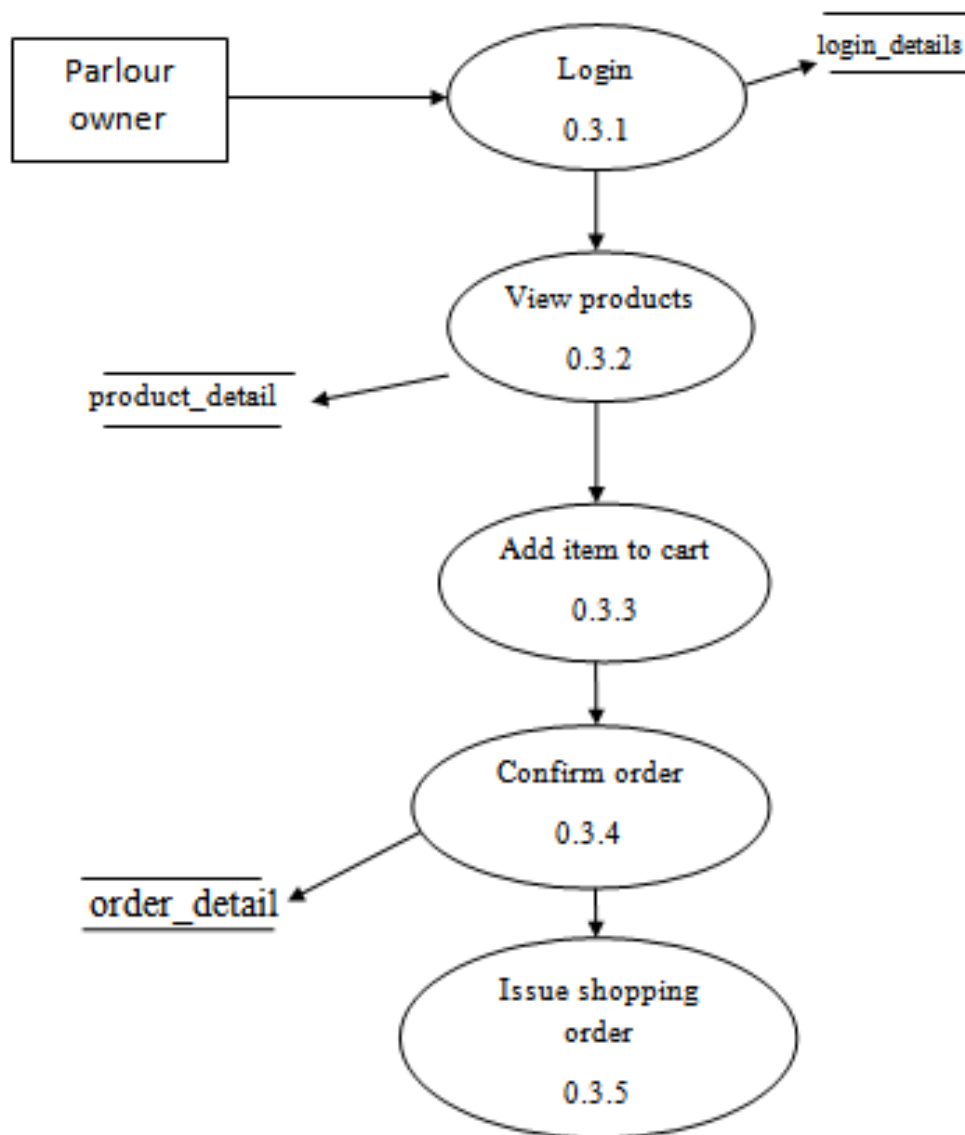 Parlour
owner
Login
0.3.1
login_details
View products
0.3.2
product_detail
Add item to cart
0.3.3
Confirm order
0.3.4
order_detail
Issue shopping
order
0.3.5